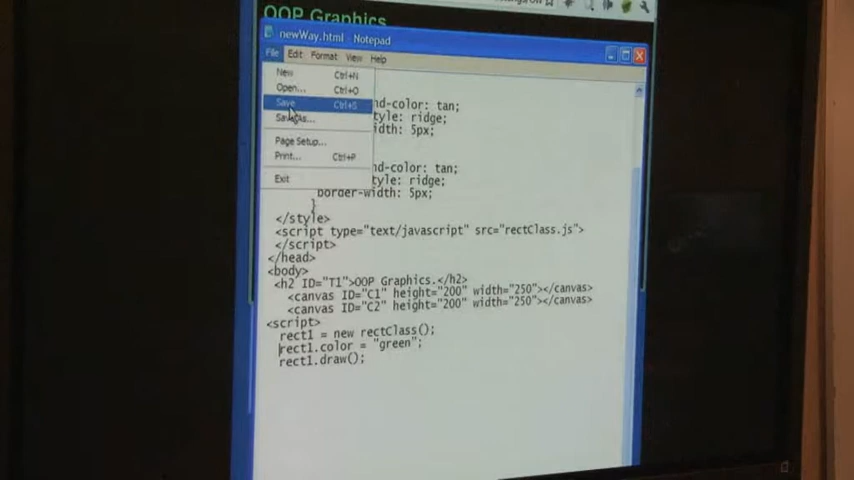 OOP Graphics
newWay.html - Notepad
File Edit Format View Help
New Ctrl+N
Open... Ctrl+O
Save Ctrl+S
Page Setup...
Print... Ctrl+P
Exit
nd-color: tan;
tyle: ridge;
idth: 5px;
nd-color: tan;
tyle: ridge;
border-width: 5px;
}
</style>
<script type="text/javascript" src="rectClass.js">
</script>
</head>
<body>
<h2 ID="T1">OOP Graphics.</h2>
<canvas ID="C1" height="200" width="250"></canvas>
<canvas ID="C2" height="200" width="250"></canvas>
<script>
rect1 = new rectClass();
rect1.color = "green";
rect1.draw();